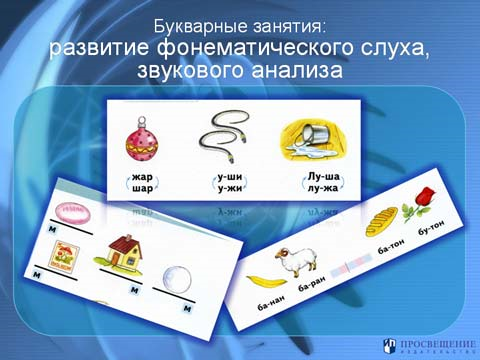 Букварные занятия:
развитие фонематического слуха,
звукового анализа
жар
шар
у-ши
у-жи
Лу-ша
лу-жа
м
м
м
м
ба-нан
ба-ран
ба-тон
бу-тон
ПРОСВЕЩЕНИЕ
ИЗДАТЕЛЬСТВО